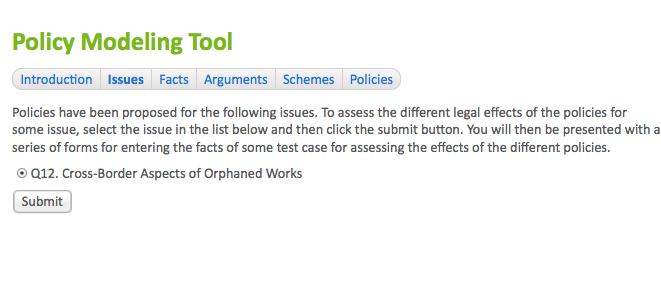 Policy Modeling Tool
Introduction Issues Facts Arguments Schemes Policies
Policies have been proposed for the following issues. To assess the different legal effects of the policies for
some issue, select the issue in the list below and then click the submit button. You will then be presented with a
series of forms for entering the facts of some test case for assessing the effects of the different policies.
Q12. Cross-Border Aspects of Orphaned Works
Submit